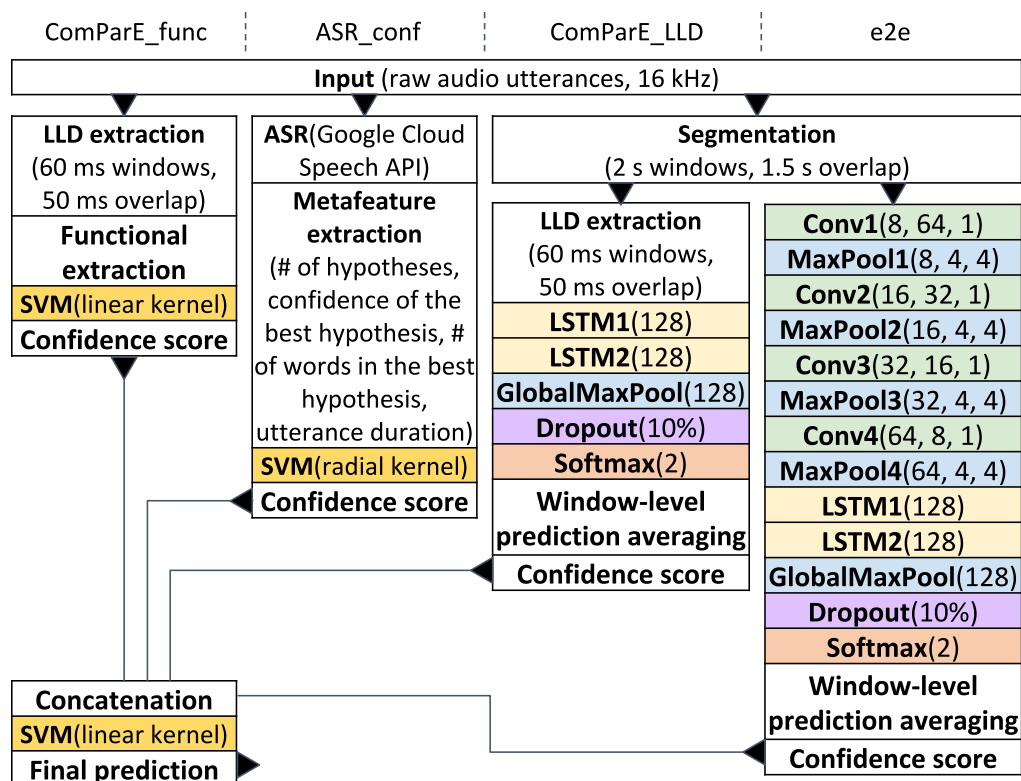 ComParE_func
ASR_conf
ComParE_LLD
e2e
Input (raw audio utterances, 16 kHz)
LLD extraction
(60 ms windows,
50 ms overlap)
Functional
extraction
SVM(linear kernel)
Confidence score
ASR(Google Cloud
Speech API)
Metafeature
extraction
(# of hypotheses,
confidence of the
best hypothesis, #
of words in the best
hypothesis,
utterance duration)
SVM(radial kernel)
Confidence score
Segmentation
(2 s windows, 1.5 s overlap)
LLD extraction
(60 ms windows,
50 ms overlap)
LSTM1(128)
LSTM2(128)
GlobalMaxPool(128)
Dropout(10%)
Softmax(2)
Window-level
prediction averaging
Confidence score
Conv1(8, 64, 1)
MaxPool1(8, 4, 4)
Conv2(16, 32, 1)
MaxPool2(16, 4, 4)
Conv3(32, 16, 1)
MaxPool3(32, 4, 4)
Conv4(64, 8, 1)
MaxPool4(64, 4, 4)
LSTM1(128)
LSTM2(128)
GlobalMaxPool(128)
Dropout(10%)
Softmax(2)
Window-level
prediction averaging
Confidence score
Concatenation
SVM(linear kernel)
Final prediction